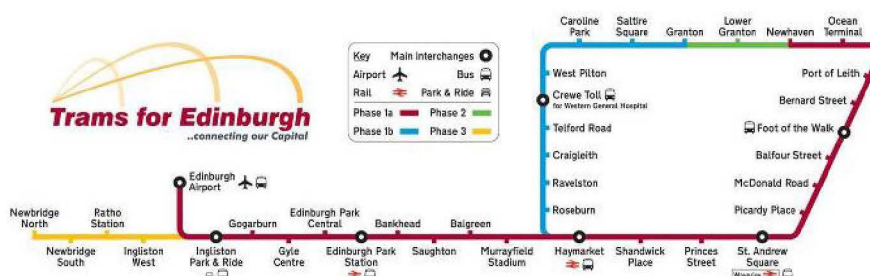 Trams for Edinburgh
..connecting our Capital
Key Main interchanges
Airport Bus
Rail Park & Ride
Phase 1a Phase 2
Phase 1b Phase 3
Caroline
Park
Saltire
Square
Granton
Lower
Granton
Newhaven
Ocean
Terminal
West Pilton
Crewe Toll
for Western General Hospital
Telford Road
Craigleith
Ravelston
Roseburn
Port of Leith
Bernard Street
Foot of the Walk
Balfour Street
McDonald Road
Picardy Place
Edinburgh
Airport
Newbridge
North
Ratho
Station
Gogarburn
Edinburgh Park
Central
Bankhead
Balgreen
Newbridge
South
Ingliston
West
Ingliston
Park & Ride
Gyle
Centre
Edinburgh Park
Station
Saughton
Murrayfield
Stadium
Haymarket
Shandwick
Place
Princes
Street
St. Andrew
Square